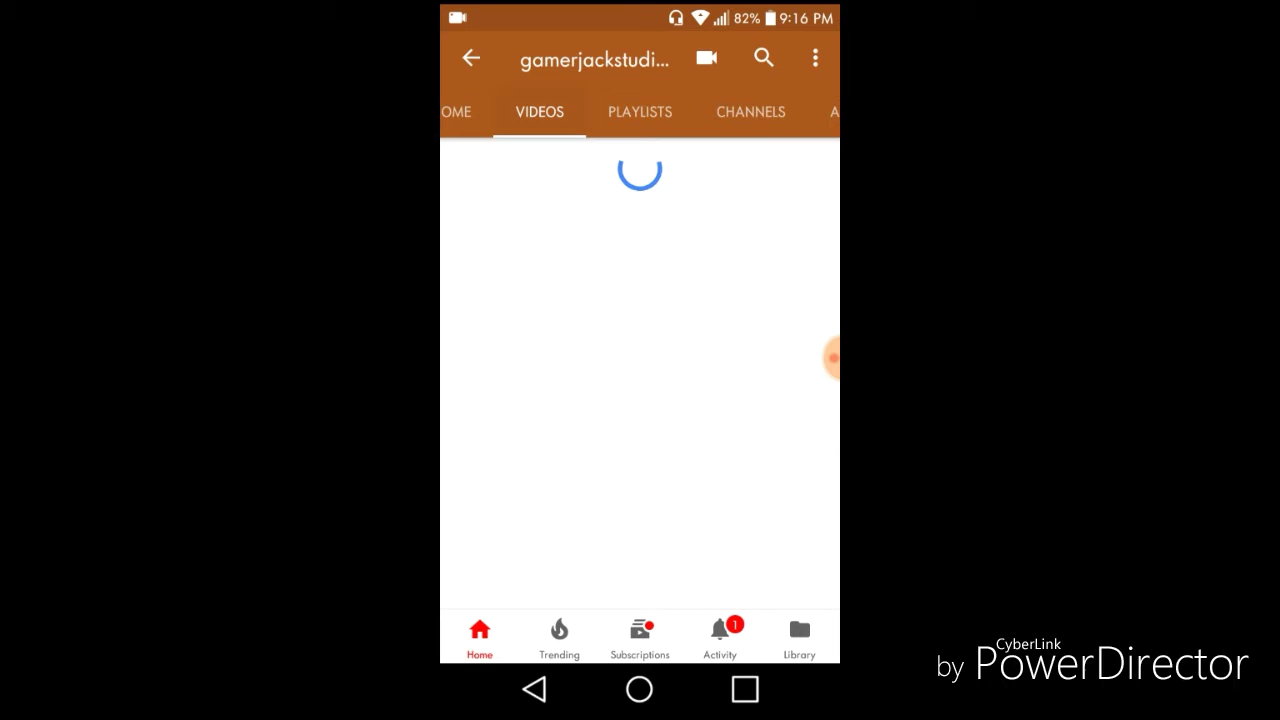 82% 9:16 PM
gamerjackstudi...
OME VIDEOS PLAYLISTS CHANNELS A
1
Home Trending Subscriptions Activity Library
CyberLink
by PowerDirector